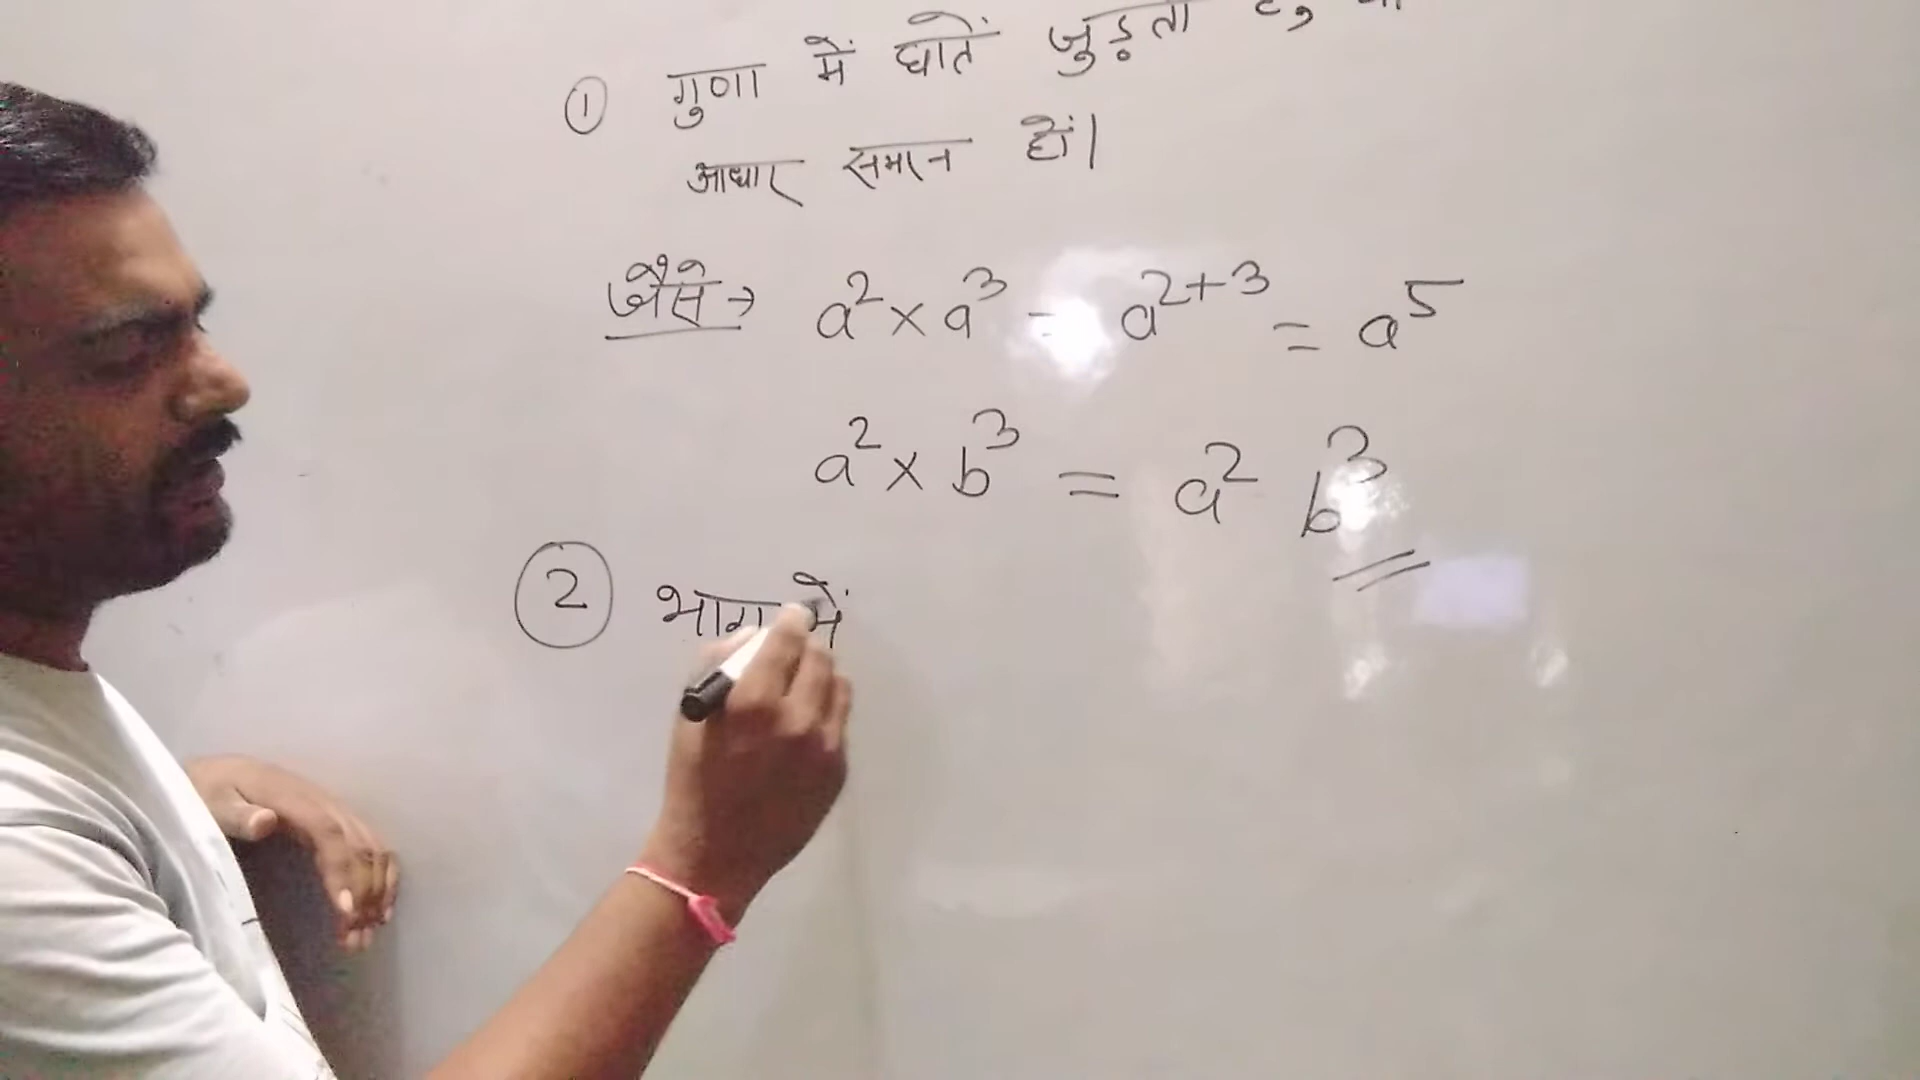 ① गुणा में घातें जुड़ता
आधार समान हों।
जैसे → a² × a³ = a²⁺³ = a⁵
a² × b³ = a² b³
② भाग में